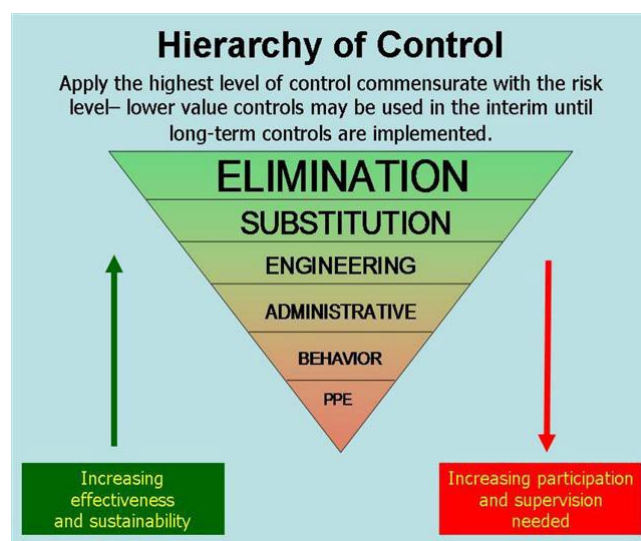 Hierarchy of Control
Apply the highest level of control commensurate with the risk
level– lower value controls may be used in the interim until
long-term controls are implemented.
ELIMINATION
SUBSTITUTION
ENGINEERING
ADMINISTRATIVE
BEHAVIOR
PPE
Increasing
effectiveness
and sustainability
Increasing participation
and supervision
needed